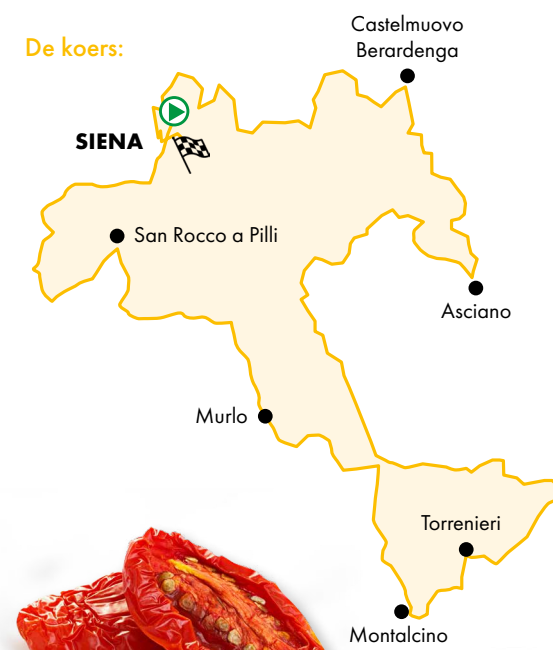 De koers:
Castelmuovo
Berardenga
SIENA
San Rocco a Pilli
Asciano
Murlo
Torrenieri
Montalcino